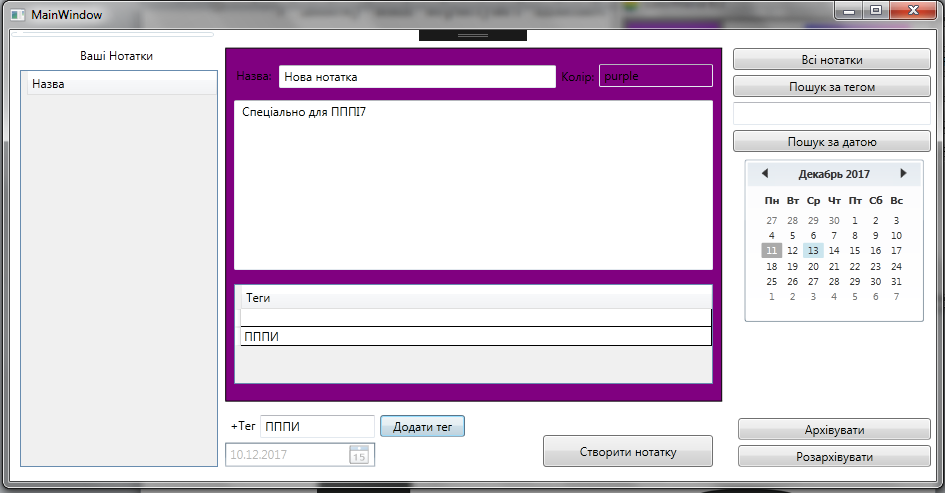 MainWindow
Ваші Нотатки
Назва
Назва: Нова нотатка Колір: purple
Спеціально для ПППІ7
Теги
ПППИ
+Тег ПППИ Додати тег
10.12.2017 15
Створити нотатку
Всі нотатки
Пошук за тегом
Пошук за датою
Декабрь 2017
Пн Вт Ср Чт Пт Сб Вс
27 28 29 30 1 2 3
4 5 6 7 8 9 10
11 12 13 14 15 16 17
18 19 20 21 22 23 24
25 26 27 28 29 30 31
1 2 3 4 5 6 7
Архівувати
Розархівувати